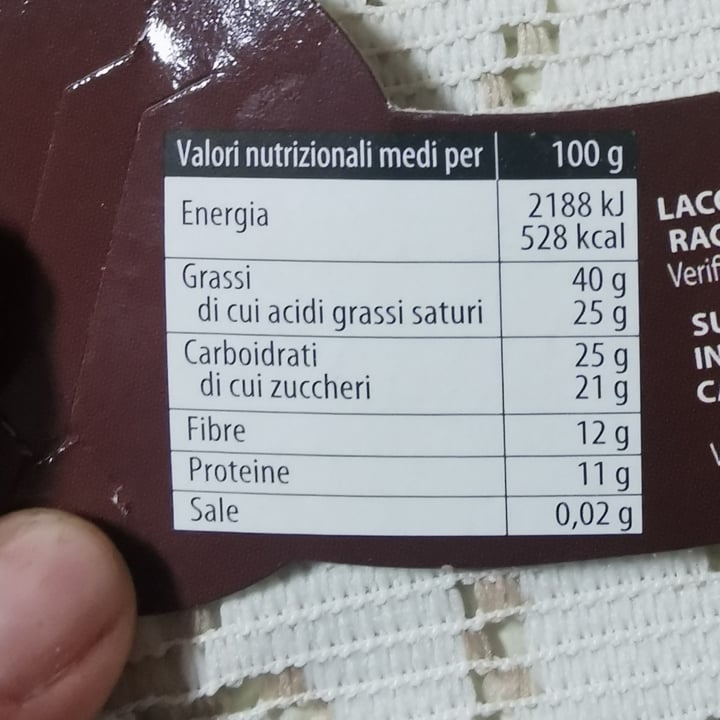 Valori nutrizionali medi per 100 g
Energia 2188 kJ
528 kcal
Grassi 40 g
di cui acidi grassi saturi 25 g
Carboidrati 25 g
di cui zuccheri 21 g
Fibre 12 g
Proteine 11 g
Sale 0,02 g